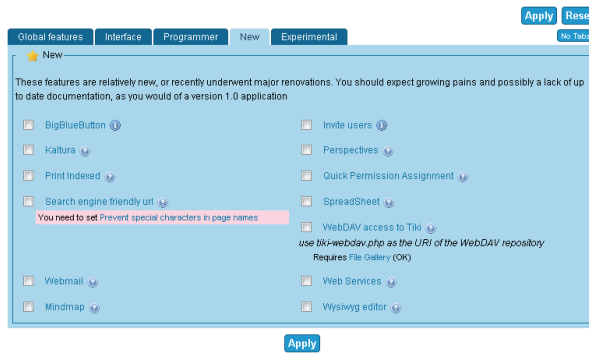 Apply Rese
Global features Interface Programmer New Experimental No Tabs
New
These features are relatively new, or recently underwent major renovations. You should expect growing pains and possibly a lack of up
to date documentation, as you would of a version 1.0 application
BigBlueButton Invite users
Kaltura Perspectives
Print Indexed Quick Permission Assignment
Search engine friendly url SpreadSheet
You need to set Prevent special characters in page names
WebDAV access to Tiki
use tiki-webdav.php as the URI of the WebDAV repository
Requires File Gallery (OK)
Webmail Web Services
Mindmap Wysiwyg editor
Apply